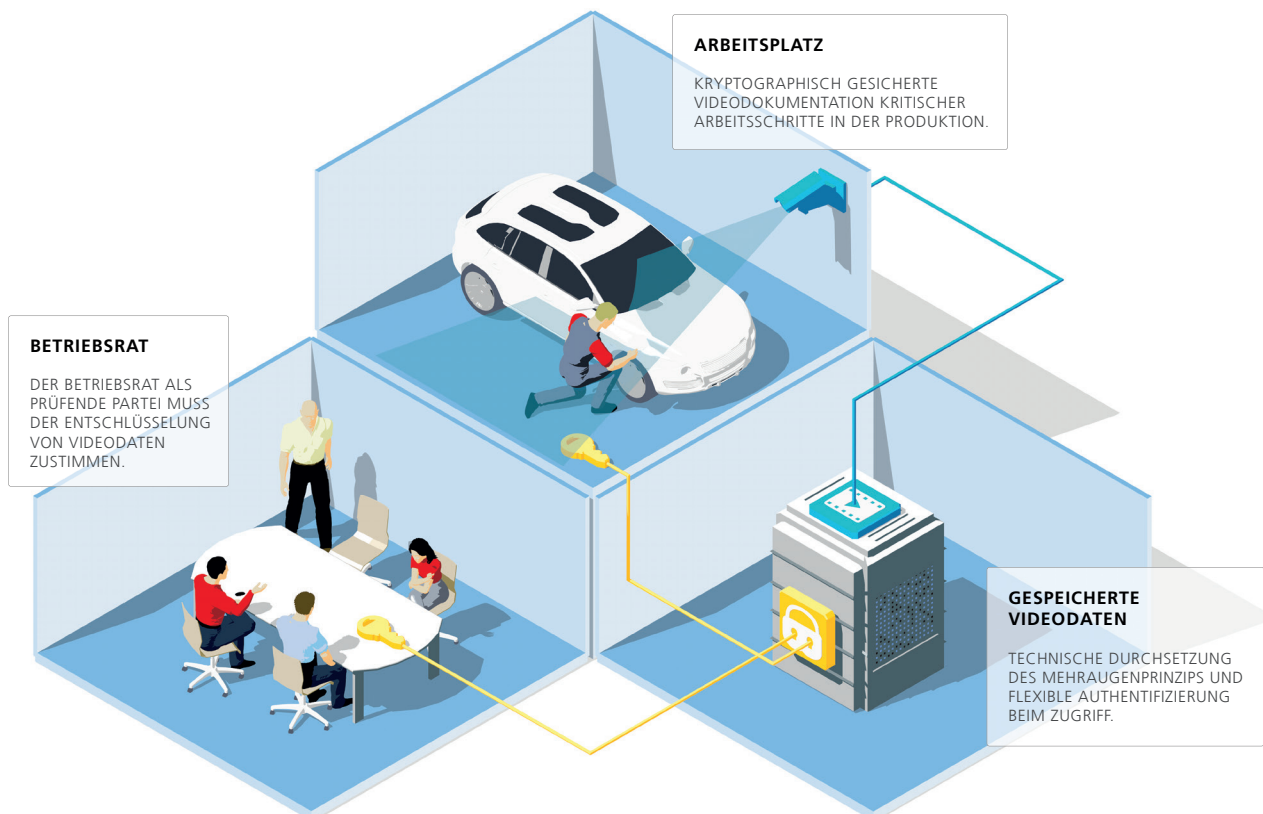 ARBEITSPLATZ
KRYPTOGRAPHISCH GESICHERTE
VIDEODOKUMENTATION KRITISCHER
ARBEITSSCHRITTE IN DER PRODUKTION.
BETRIEBSRAT
DER BETRIEBSRAT ALS
PRÜFENDE PARTEI MUSS
DER ENTSCHLÜSSELUNG
VON VIDEODATEN
ZUSTIMMEN.
GESPEICHERTE
VIDEODATEN
TECHNISCHE DURCHSETZUNG
DES MEHRAUGENPRINZIPS UND
FLEXIBLE AUTHENTIFIZIERUNG
BEIM ZUGRIFF.